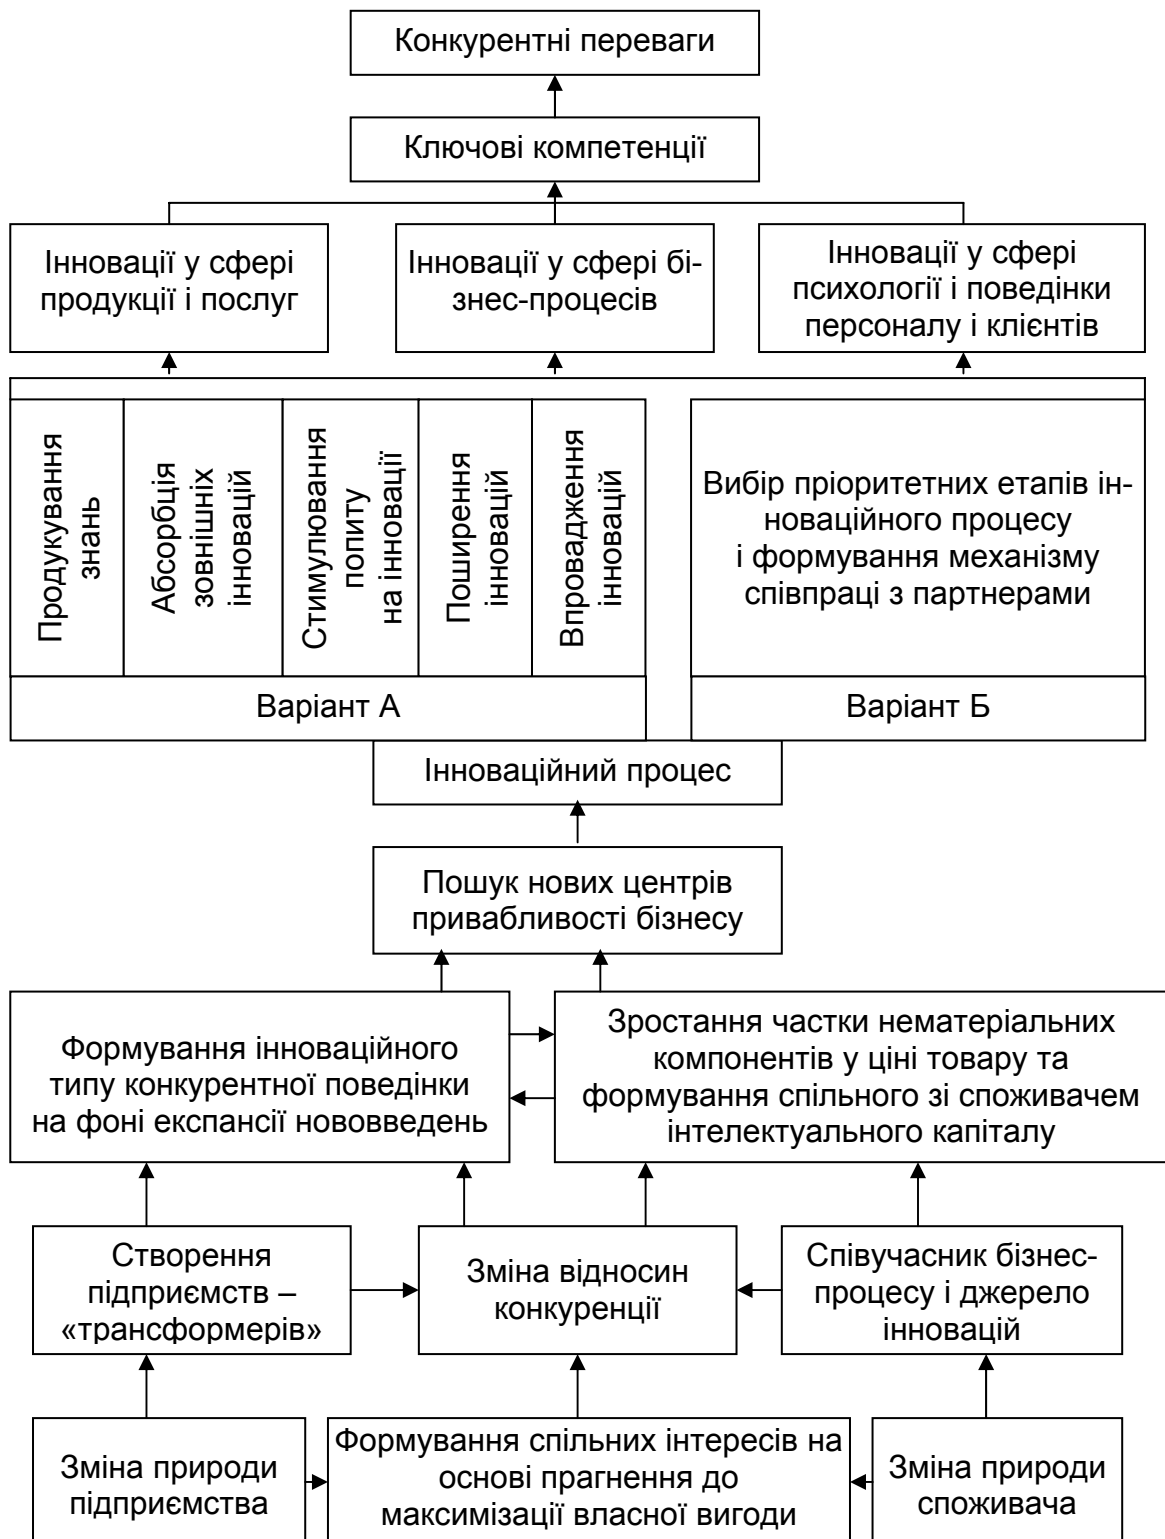 Конкурентні переваги
Ключові компетенції
Інновації у сфері
продукції і послуг
Інновації у сфері бі-
знес-процесів
Інновації у сфері
психології і поведінки
персоналу і клієнтів
Продукування
знань
Абсорбція
зовнішніх
інновацій
Стимулювання
попиту
на інновації
Поширення
інновацій
Впровадження
інновацій
Вибір пріоритетних етапів ін-
новаційного процесу
і формування механізму
співпраці з партнерами
Варіант А
Варіант Б
Інноваційний процес
Пошук нових центрів
привабливості бізнесу
Формування інноваційного
типу конкурентної поведінки
на фоні експансії нововведень
Зростання частки нематеріальних
компонентів у ціні товару та
формування спільного зі споживачем
інтелектуального капіталу
Створення
підприємств –
«трансформерів»
Зміна відносин
конкуренції
Співучасник бізнес-
процесу і джерело
інновацій
Зміна природи
підприємства
Формування спільних інтересів на
основі прагнення до
максимізації власної вигоди
Зміна природи
споживача